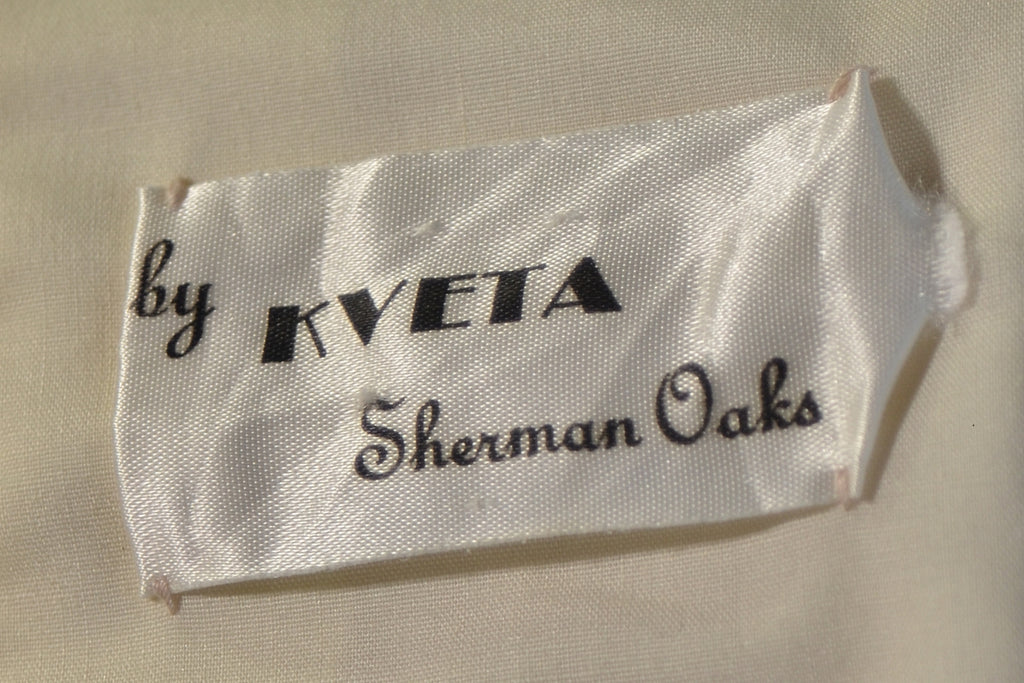 by KVETA
Sherman Oaks